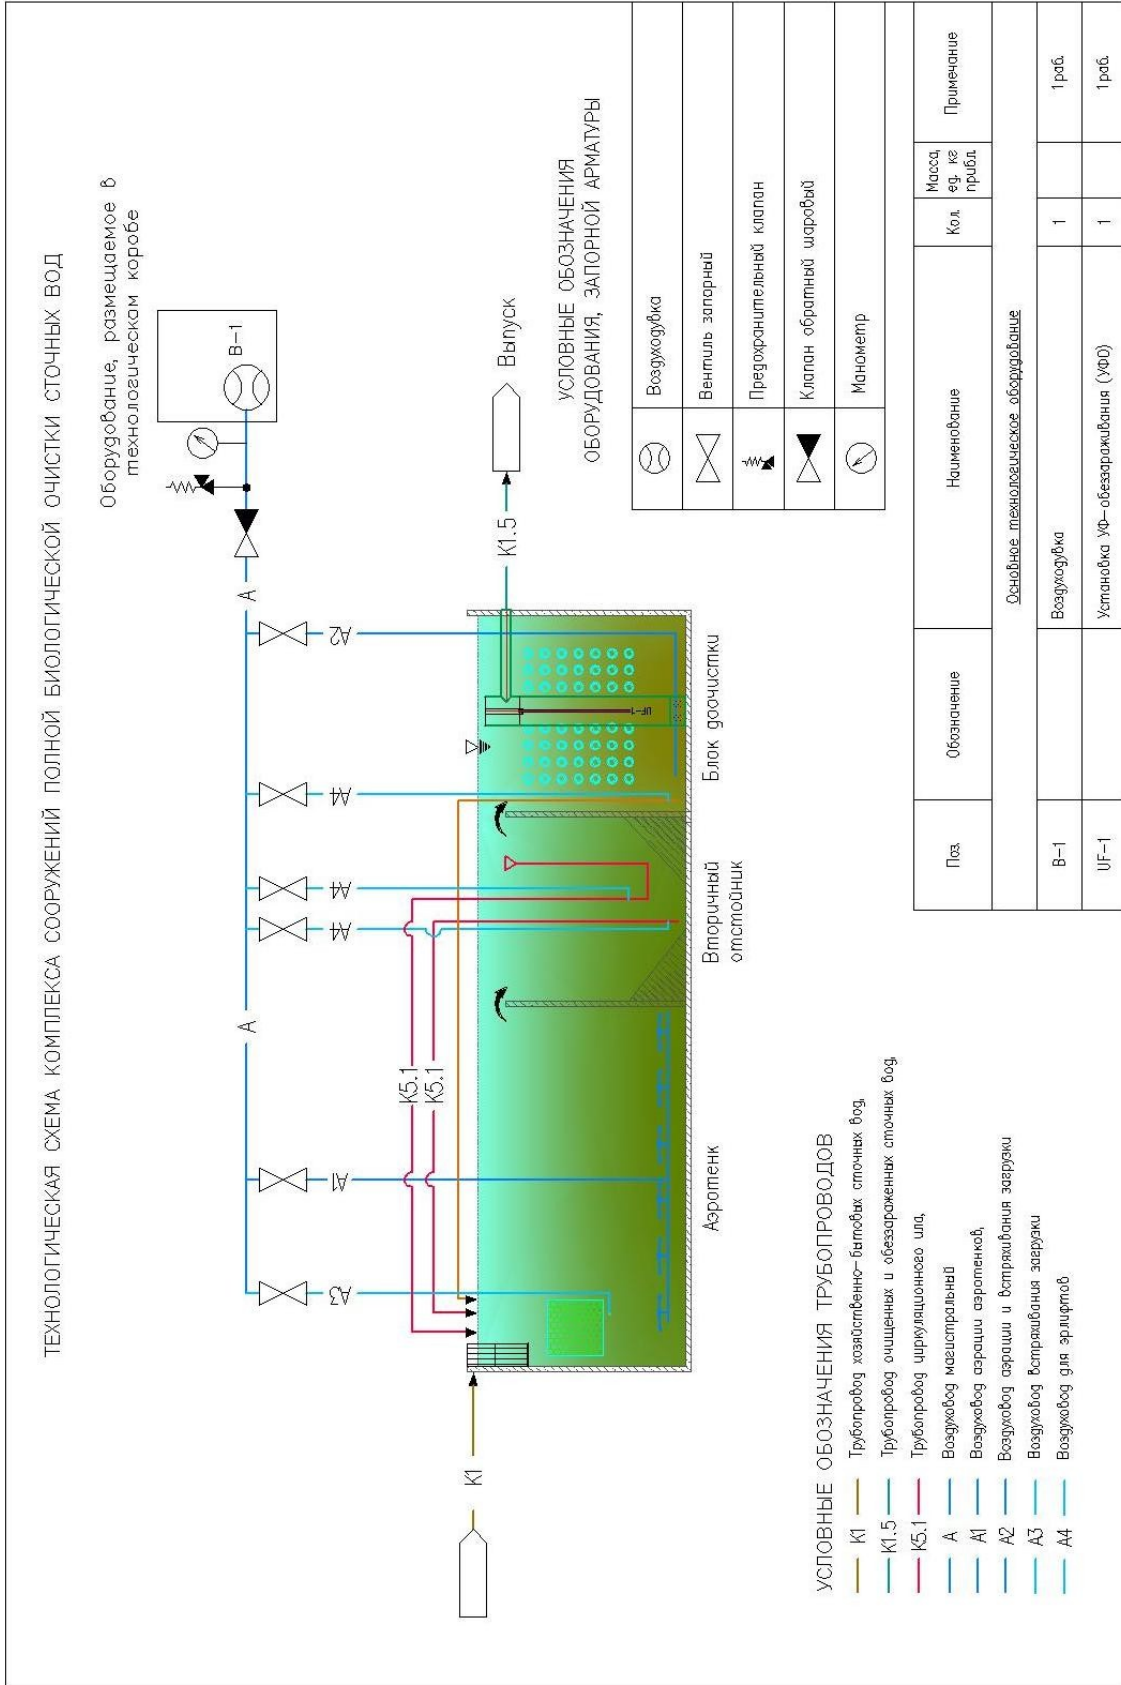 ТЕХНОЛОГИЧЕСКАЯ СХЕМА КОМПЛЕКСА СООРУЖЕНИЙ ПОЛНОЙ БИОЛОГИЧЕСКОЙ ОЧИСТКИ СТОЧНЫХ ВОД
Оборудование, размещаемое в
технологическом коробе
В-1
А
А
А3
А1
А4
А4
А4
А2
К5.1
К5.1
К1
К1.5
Выпуск
UF-1
Аэротенк
Вторичный
отстойник
Блок доочистки
УСЛОВНЫЕ ОБОЗНАЧЕНИЯ
ОБОРУДОВАНИЯ, ЗАПОРНОЙ АРМАТУРЫ
Воздуходувка
Вентиль запорный
Предохранительный клапан
Клапан обратный шаровый
Манометр
УСЛОВНЫЕ ОБОЗНАЧЕНИЯ ТРУБОПРОВОДОВ
К1 Трубопровод хозяйственно-бытовых сточных вод,
К1.5 Трубопровод очищенных и обеззараженных сточных вод,
К5.1 Трубопровод циркуляционного ила,
А Воздуховод магистральный
А1 Воздуховод аэрации аэротенков,
А2 Воздуховод аэрации и встряхивания загрузки
А3 Воздуховод встряхивания загрузки
А4 Воздуховод для эрлифтов
Поз. Обозначение Наименование Кол. Масса, ед. кг прибл. Примечание
Основное технологическое оборудование
В-1 Воздуходувка 1 1раб.
UF-1 Установка УФ-обеззараживания (УФО) 1 1раб.